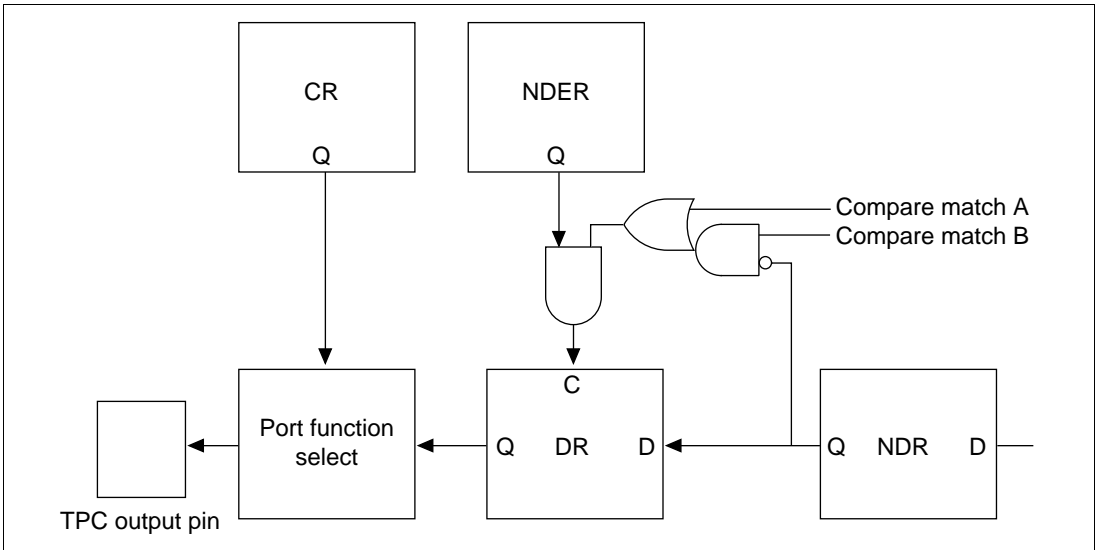 CR
Q
NDER
Q
Compare match A
Compare match B
C
Port function
select
Q DR D
Q NDR D
TPC output pin